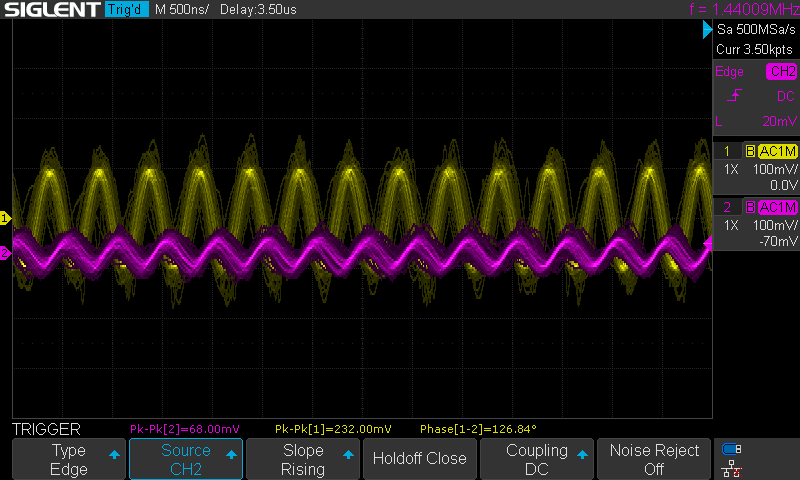 SIGLENT Trig'd M 500ns/ Delay:3.50us f = 1.44009MHz
Sa 500MSa/s
Curr 3.50kpts
Edge CH2
DC
L 20mV
1 B AC1M
1X 100mV/
0.0V
2 B AC1M
1X 100mV/
-70mV
1
2
TRIGGER Pk-Pk[2]=68.00mV Pk-Pk[1]=232.00mV Phase[1-2]=126.84°
Type
Edge
Source
CH2
Slope
Rising
Holdoff Close
Coupling
DC
Noise Reject
Off